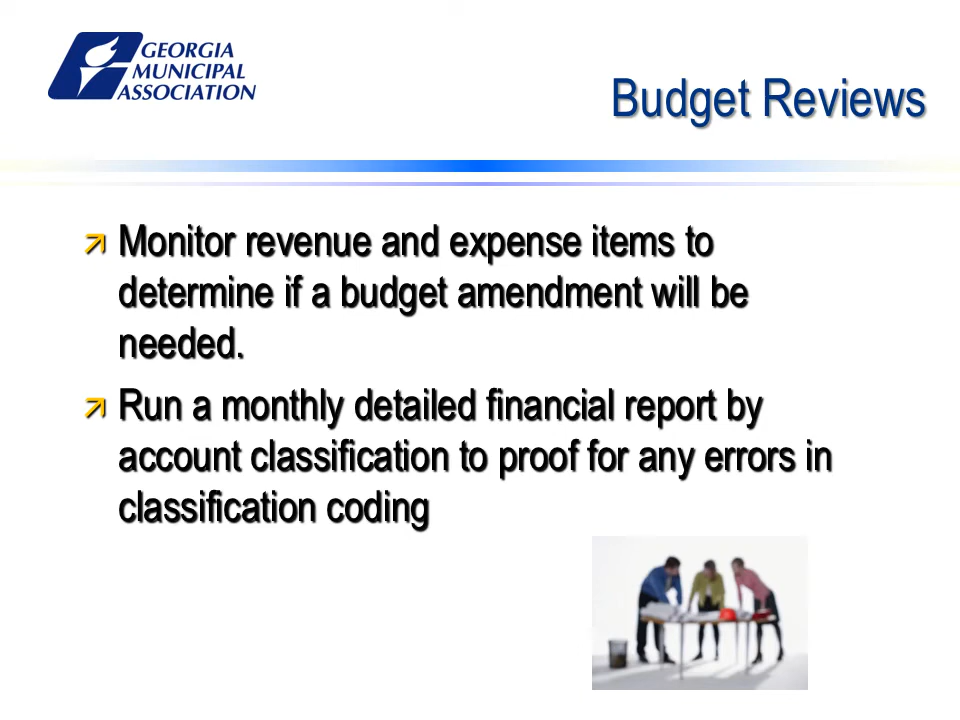 GEORGIA
MUNICIPAL
ASSOCIATION
Budget Reviews
Monitor revenue and expense items to
determine if a budget amendment will be
needed.
Run a monthly detailed financial report by
account classification to proof for any errors in
classification coding